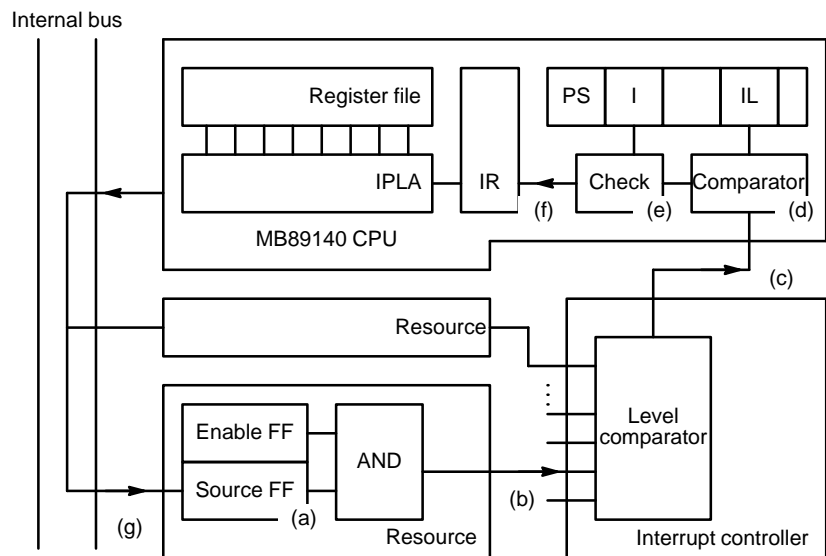 Internal bus
Register file
PS
I
IL
IPLA
IR
Check
Comparator
(f)
(e)
(d)
MB89140 CPU
(c)
Resource
Level
comparator
Enable FF
AND
Source FF
(a)
(b)
(g)
Resource
Interrupt controller